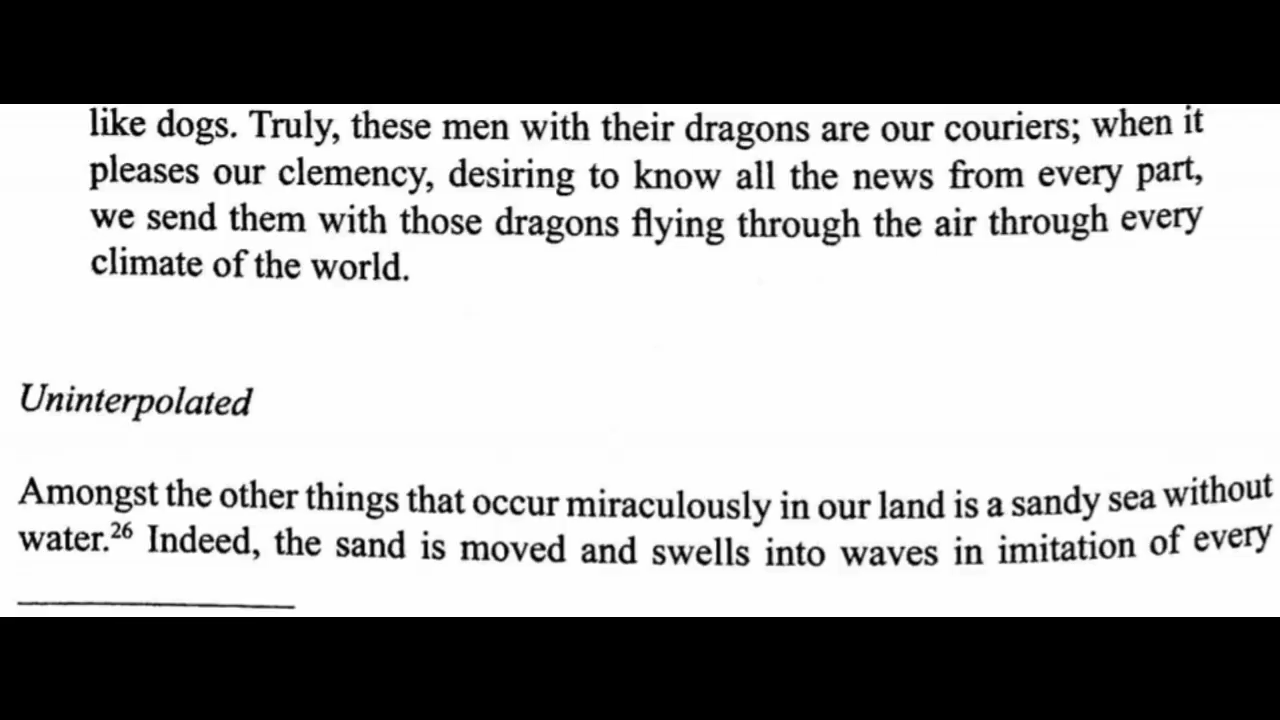 like dogs. Truly, these men with their dragons are our couriers; when it
pleases our clemency, desiring to know all the news from every part,
we send them with those dragons flying through the air through every
climate of the world.
Uninterpolated
Amongst the other things that occur miraculously in our land is a sandy sea without
water.26 Indeed, the sand is moved and swells into waves in imitation of every